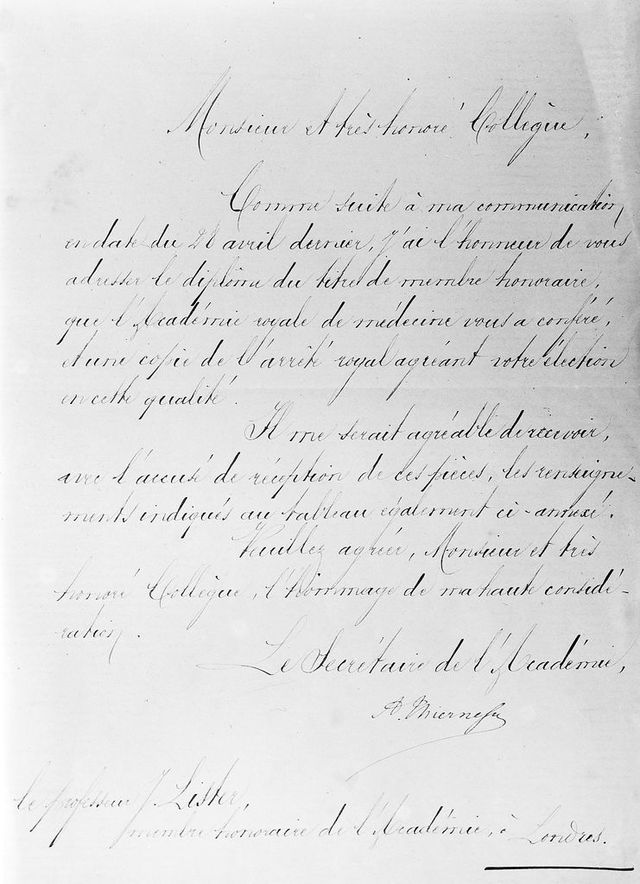 Monsieur et très honoré Collègue,
Comme suite à ma communication
en date du 28 avril dernier, j'ai l'honneur de vous
adresser le diplôme du titre de membre honoraire,
que l'Académie royale de médecine vous a conféré,
et une copie de l'arrêté royal agréant votre élection
en cette qualité.
Il me serait agréable de recevoir,
avec l'accusé de réception de ces pièces, les renseigne-
ments indiqués au tableau également ci-annexé.
Veuillez agréer, Monsieur et très
honoré Collègue, l'hommage de ma haute considé-
ration.
Le Secrétaire de l'Académie,
Le professeur J. Lister,
membre honoraire de l'Académie, à Londres.